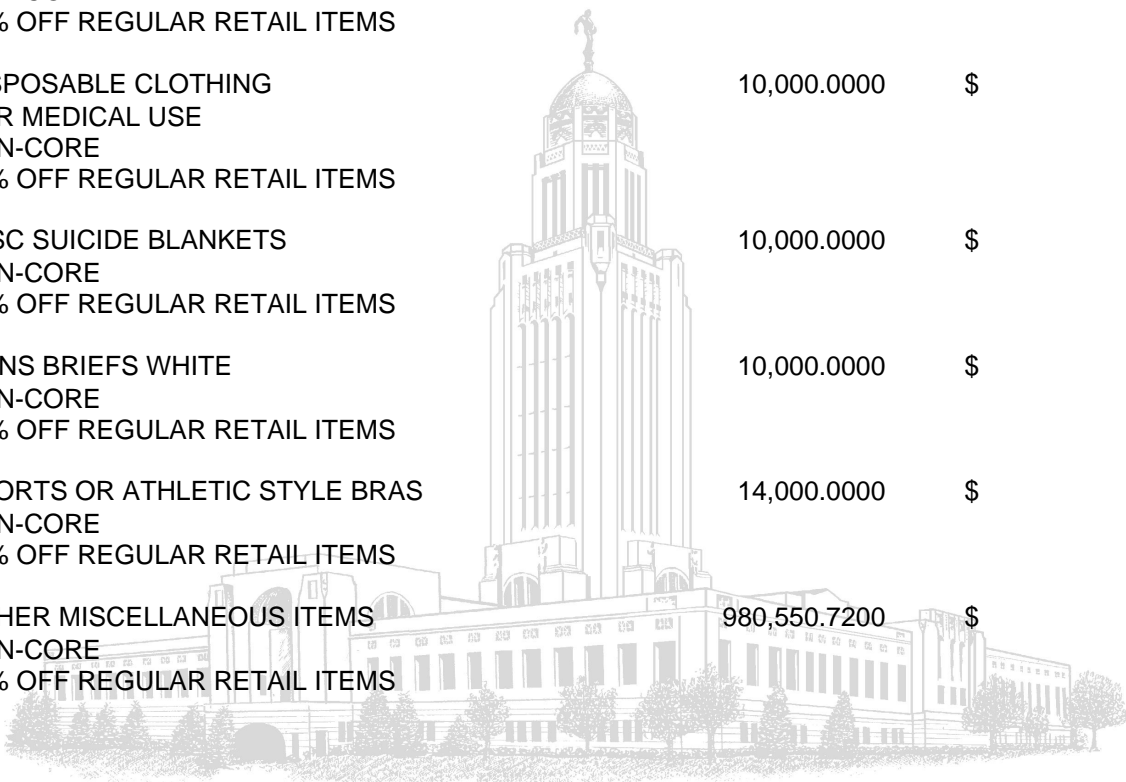 % OFF REGULAR RETAIL ITEMS
SPOSABLE CLOTHING 10,000.0000 $
R MEDICAL USE
N-CORE
% OFF REGULAR RETAIL ITEMS
SC SUICIDE BLANKETS 10,000.0000 $
N-CORE
% OFF REGULAR RETAIL ITEMS
NS BRIEFS WHITE 10,000.0000 $
N-CORE
% OFF REGULAR RETAIL ITEMS
ORTS OR ATHLETIC STYLE BRAS 14,000.0000 $
N-CORE
% OFF REGULAR RETAIL ITEMS
HER MISCELLANEOUS ITEMS 980,550.7200 $
N-CORE
% OFF REGULAR RETAIL ITEMS